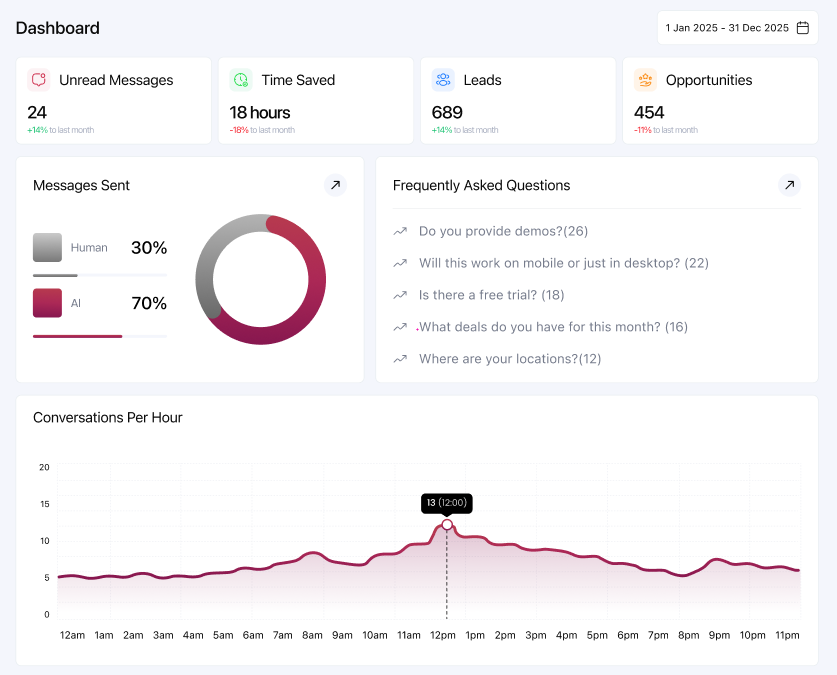 Dashboard
1 Jan 2025 - 31 Dec 2025
Unread Messages
24
+14% to last month
Time Saved
18 hours
-18% to last month
Leads
689
+14% to last month
Opportunities
454
-11% to last month
Messages Sent
Human 30%
AI 70%
Frequently Asked Questions
Do you provide demos?(26)
Will this work on mobile or just in desktop? (22)
Is there a free trial? (18)
.What deals do you have for this month? (16)
Where are your locations?(12)
Conversations Per Hour
20
15
10
5
0
13 (12:00)
12am 1am 2am 3am 4am 5am 6am 7am 8am 9am 10am 11am 12pm 1pm 2pm 3pm 4pm 5pm 6pm 7pm 8pm 9pm 10pm 11pm